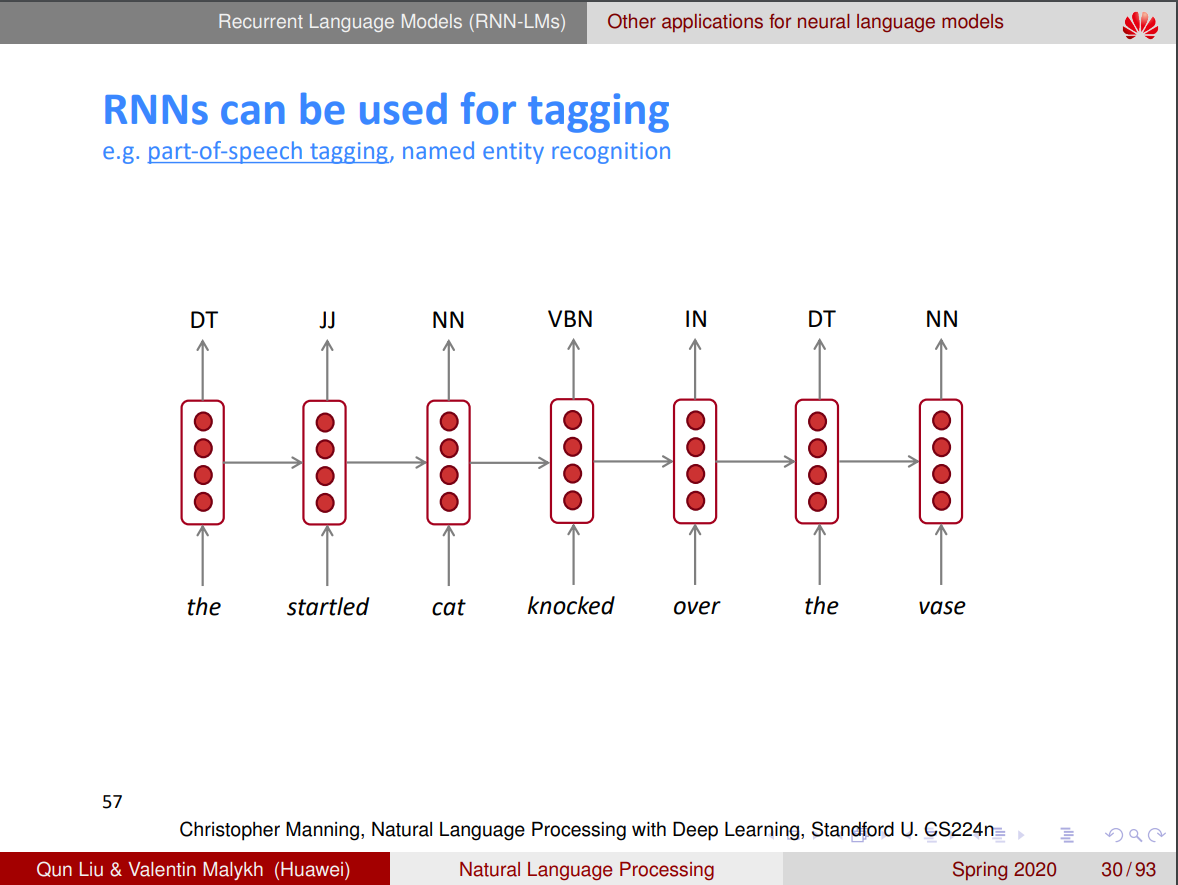 Recurrent Language Models (RNN-LMs) Other applications for neural language models
RNNs can be used for tagging
e.g. part-of-speech tagging, named entity recognition
DT JJ NN VBN IN DT NN
the startled cat knocked over the vase
57
Christopher Manning, Natural Language Processing with Deep Learning, Standford U. CS224n
Qun Liu & Valentin Malykh (Huawei) Natural Language Processing Spring 2020 30 / 93